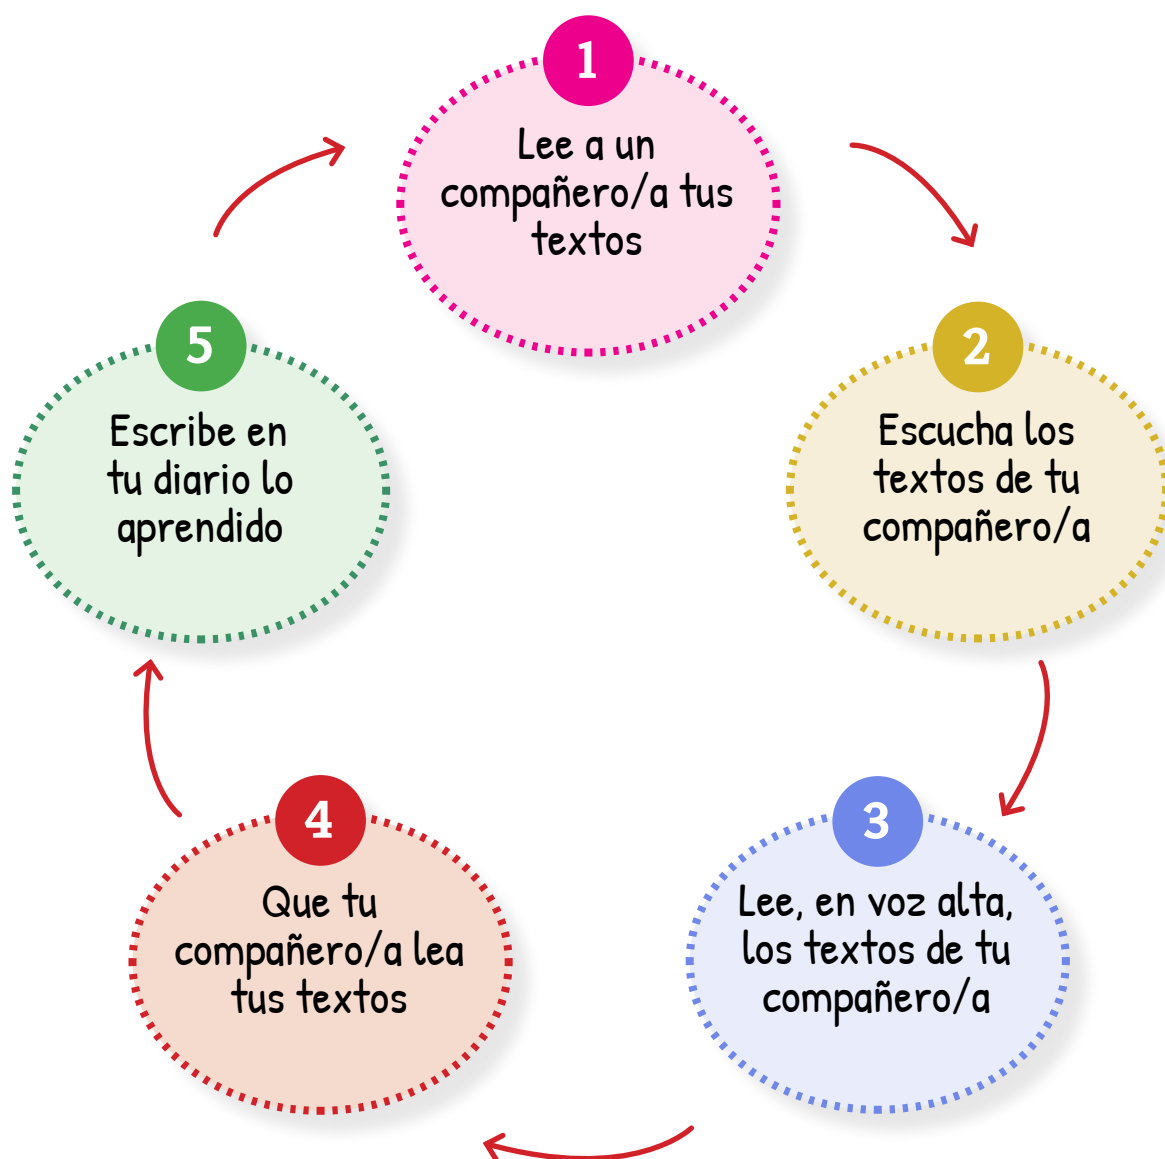 1
Lee a un
compañero/a tus
textos
2
Escucha los
textos de tu
compañero/a
3
Lee, en voz alta,
los textos de tu
compañero/a
4
Que tu
compañero/a lea
tus textos
5
Escribe en
tu diario lo
aprendido